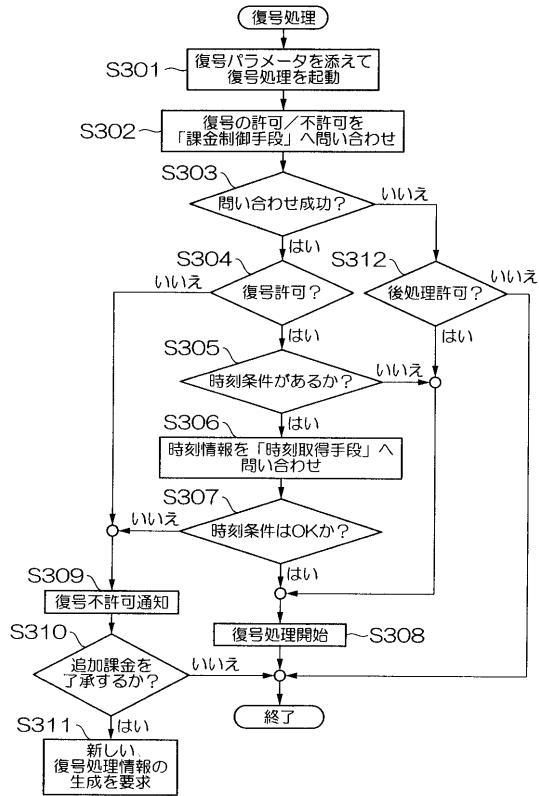 復号処理
S301
復号パラメータを添えて
復号処理を起動
S302
復号の許可／不許可を
「課金制御手段」へ問い合わせ
S303
問い合わせ成功？
いいえ
はい
S304
復号許可？
いいえ
はい
S312
後処理許可？
いいえ
はい
S305
時刻条件があるか？
いいえ
はい
S306
時刻情報を「時刻取得手段」へ
問い合わせ
S307
時刻条件はOKか？
いいえ
はい
S309
復号不許可通知
S308
復号処理開始
S310
追加課金を
了承するか？
いいえ
はい
終了
S311
新しい
復号処理情報の
生成を要求